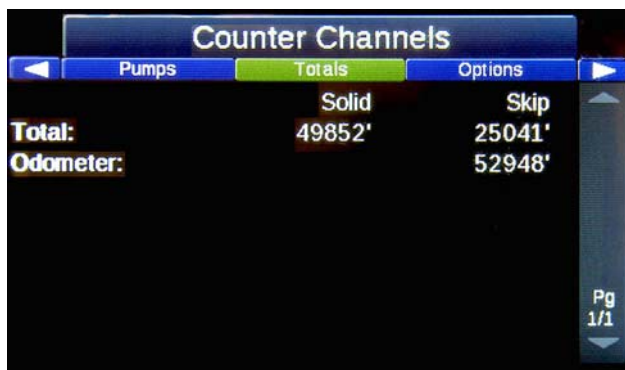 Counter Channels
Pumps Totals Options
Solid Skip
Total: 49852' 25041'
Odometer: 52948'
Pg
1/1